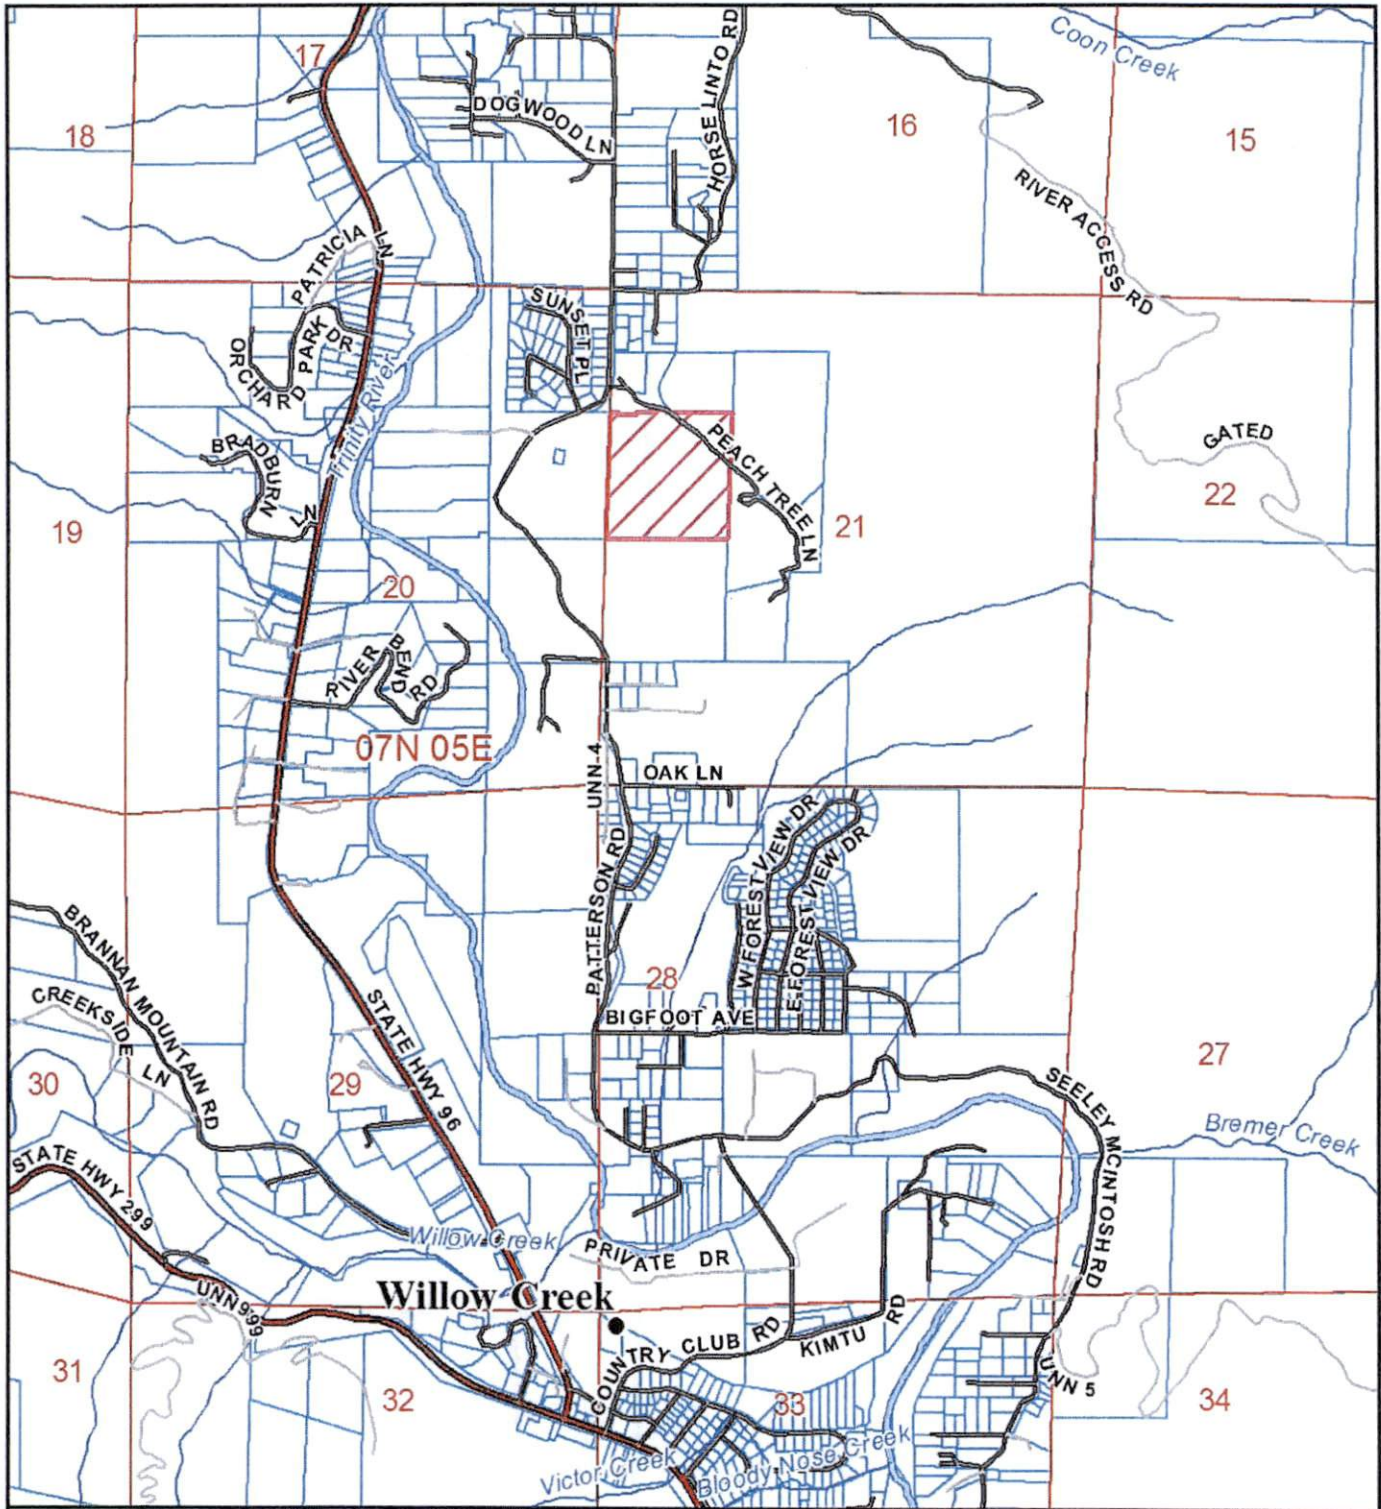 Coon Creek
17
HORSE LINTO RD
DOGWOOD LN
16
15
18
RIVER ACCESS RD
PATRICIA LN
SUNSET PL
PARK DR
ORCHARD
Trinity River
GATED
BRADBURN LN
PEACH TREE LN
22
19
21
20
RIVER BEND RD
07N 05E
UNN 4
OAK LN
W FOREST VIEW DR
E FOREST VIEW DR
PATTERSON RD
BRANNAN MOUNTAIN RD
28
CREEKSIDE LN
STATE HWY 96
BIGFOOT AVE
27
30
29
SEELEY MCINTOSH RD
Bremer Creek
STATE HWY 299
Willow Creek
PRIVATE DR
UNN 999
Willow Creek
COUNTRY CLUB RD
KIMTU RD
31
32
33
UNN 5
34
Victor Creek
Bloody Nose Creek